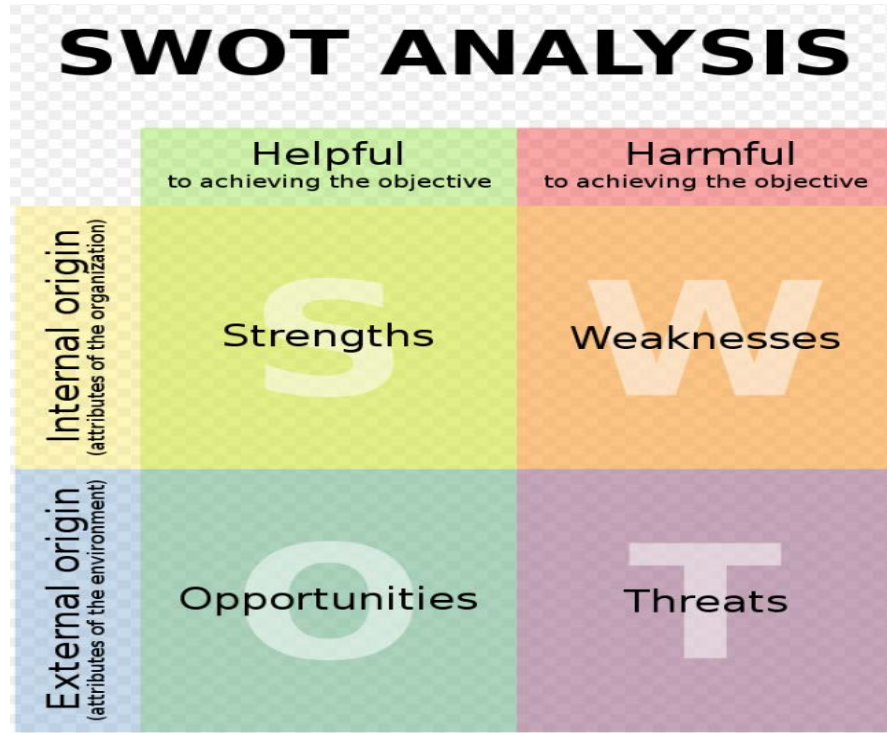 SWOT ANALYSIS
Helpful
to achieving the objective
Harmful
to achieving the objective
Internal origin
(attributes of the organization)
S
Strengths
W
Weaknesses
External origin
(attributes of the environment)
O
Opportunities
T
Threats